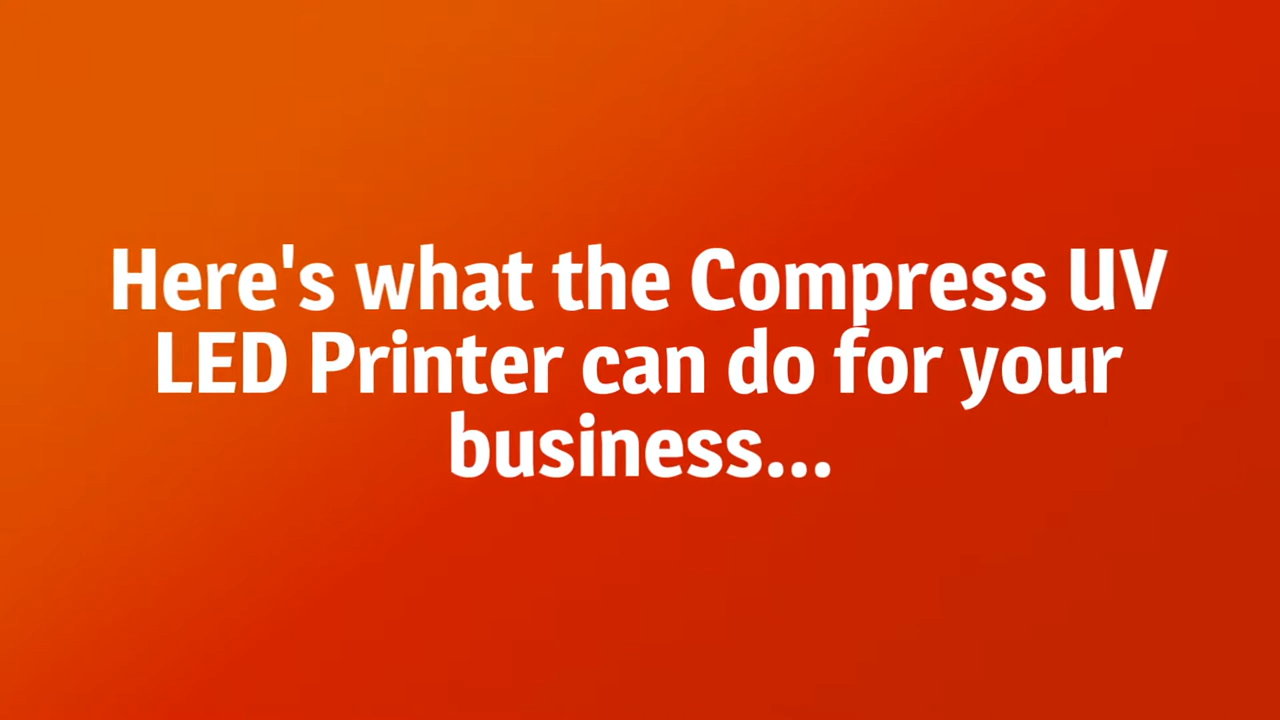 Here's what the Compress UV
LED Printer can do for your
business...